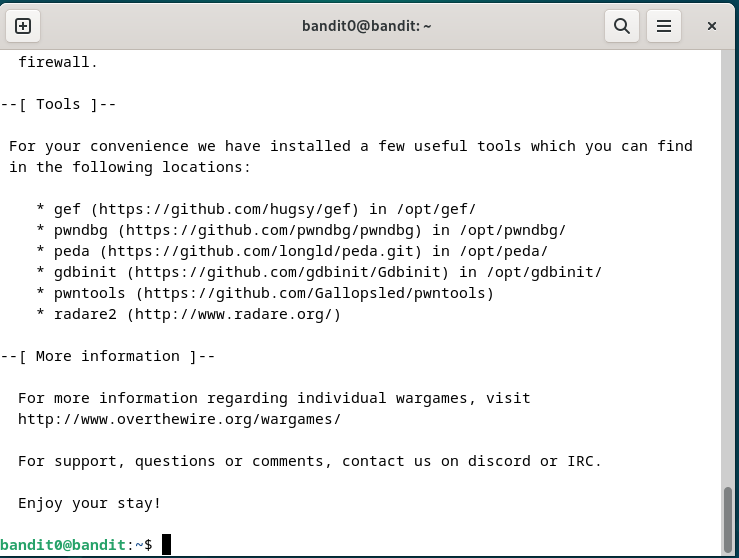 bandit0@bandit: ~
firewall.
--[ Tools ]--
For your convenience we have installed a few useful tools which you can find
in the following locations:
* gef (https://github.com/hugsy/gef) in /opt/gef/
* pwndbg (https://github.com/pwndbg/pwndbg) in /opt/pwndbg/
* peda (https://github.com/longld/peda.git) in /opt/peda/
* gdbinit (https://github.com/gdbinit/Gdbinit) in /opt/gdbinit/
* pwntools (https://github.com/Gallopsled/pwntools)
* radare2 (http://www.radare.org/)
--[ More information ]--
For more information regarding individual wargames, visit
http://www.overthewire.org/wargames/
For support, questions or comments, contact us on discord or IRC.
Enjoy your stay!
bandit0@bandit:~$